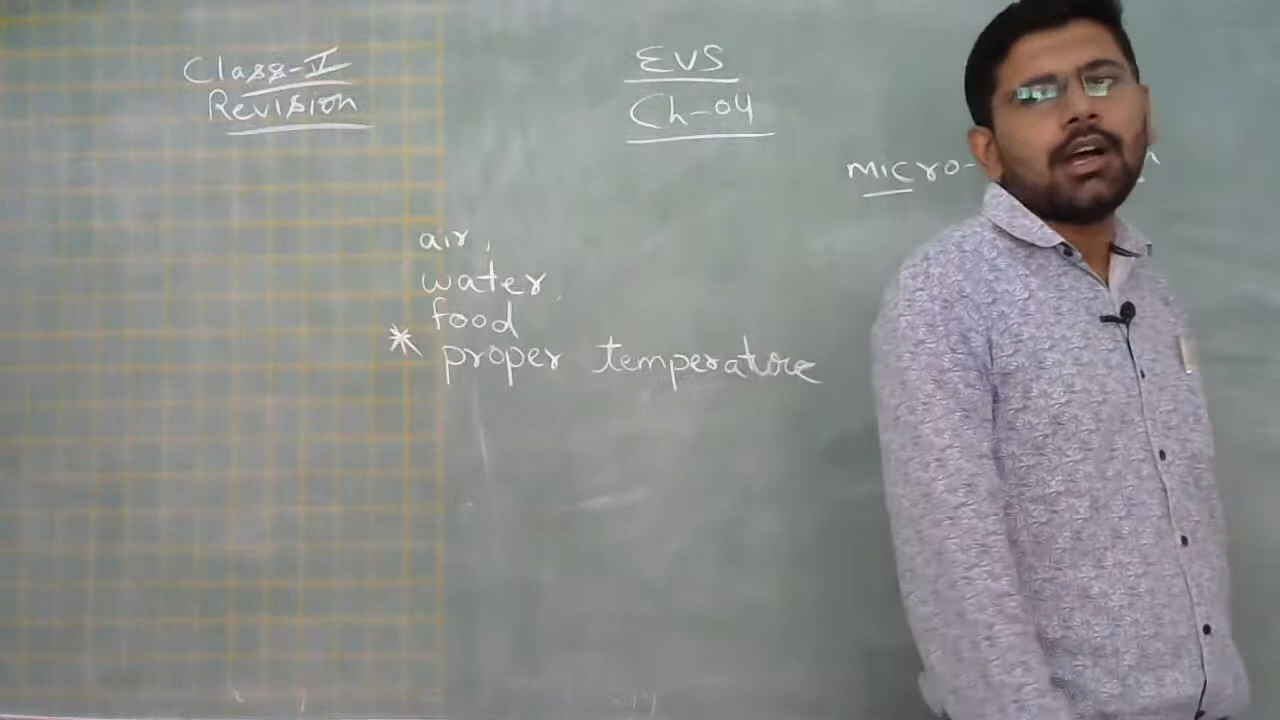 Class-V
Revision
EVS
Ch-04
micro-
air,
water,
food
* proper temperature